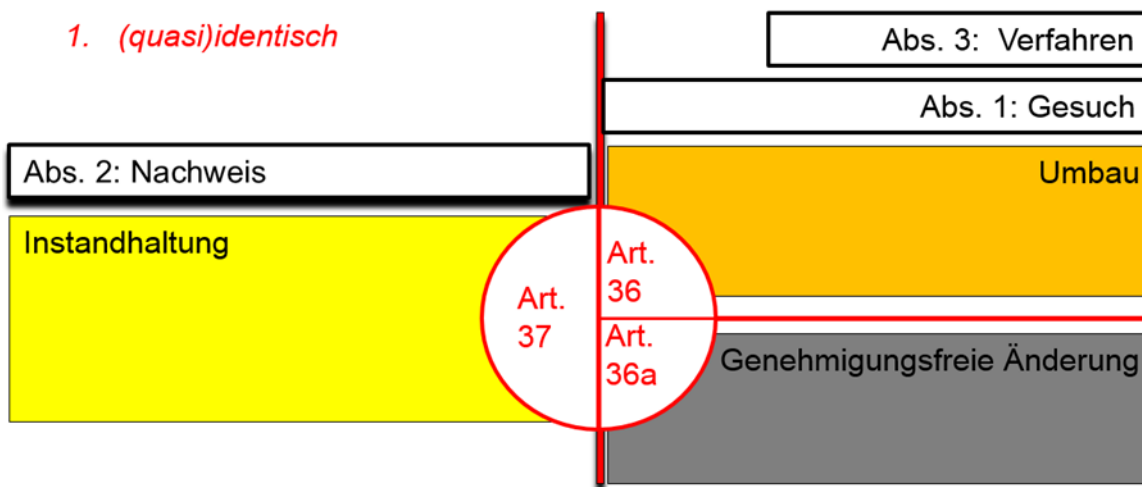 1. (quasi)identisch
Abs. 3: Verfahren
Abs. 1: Gesuch
Abs. 2: Nachweis
Umbau
Instandhaltung
Art.
36
Art.
37
Art.
36a
Genehmigungsfreie Änderung